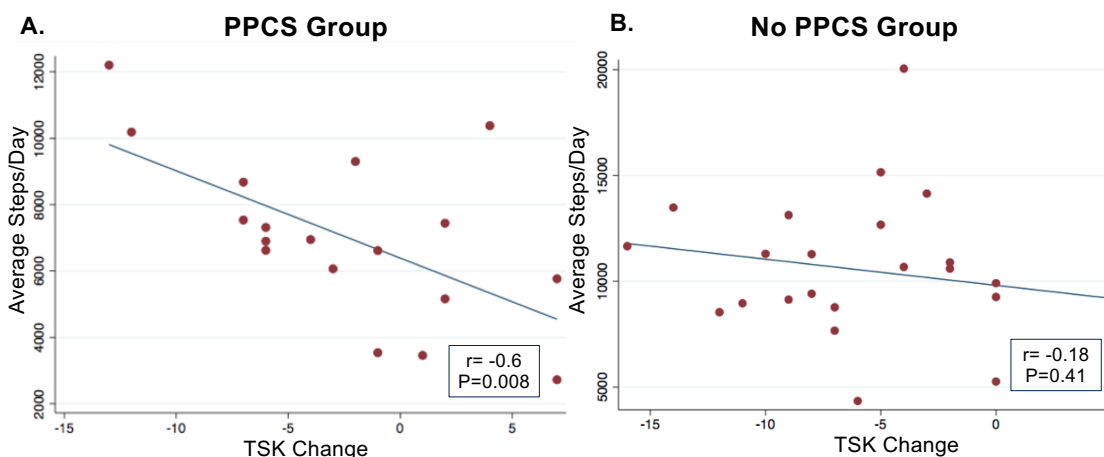 A.
PPCS Group
Average Steps/Day
12000
10000
8000
6000
4000
2000
-15
-10
-5
0
5
TSK Change
r= -0.6
P=0.008
B.
No PPCS Group
Average Steps/Day
20000
15000
10000
5000
-15
-10
-5
0
TSK Change
r= -0.18
P=0.41